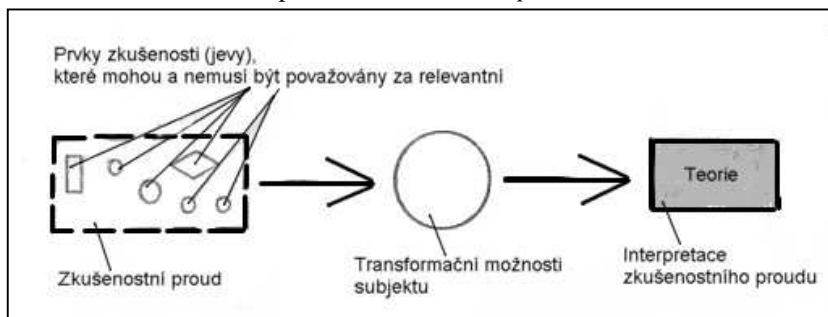 Prvky zkušenosti (jevy),
které mohou a nemusí být považovány za relevantní
Teorie
Zkušenostní proud
Transformační možnosti
subjektu
Interpretace
zkušenostního proudu